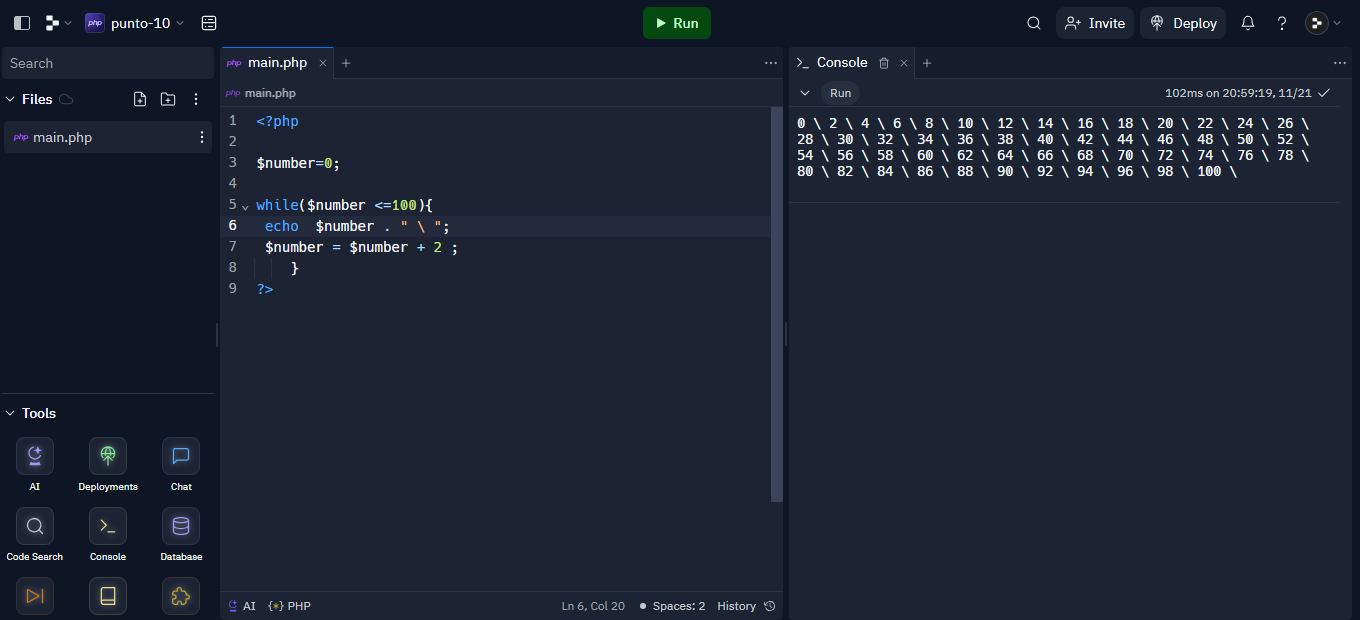 php punto-10
Run
Invite
Deploy
Search
Files
php main.php
Tools
AI
Deployments
Chat
Code Search
Console
Database
php main.php
php main.php
1 <?php
2
3 $number=0;
4
5 while($number <=100){
6 echo  $number . " \ ";
7 $number = $number + 2 ;
8 }
9 ?>
AI {*} PHP
Ln 6, Col 20
Spaces: 2
History
Console
Run
102ms on 20:59:19, 11/21
0 \ 2 \ 4 \ 6 \ 8 \ 10 \ 12 \ 14 \ 16 \ 18 \ 20 \ 22 \ 24 \ 26 \
28 \ 30 \ 32 \ 34 \ 36 \ 38 \ 40 \ 42 \ 44 \ 46 \ 48 \ 50 \ 52 \
54 \ 56 \ 58 \ 60 \ 62 \ 64 \ 66 \ 68 \ 70 \ 72 \ 74 \ 76 \ 78 \
80 \ 82 \ 84 \ 86 \ 88 \ 90 \ 92 \ 94 \ 96 \ 98 \ 100 \